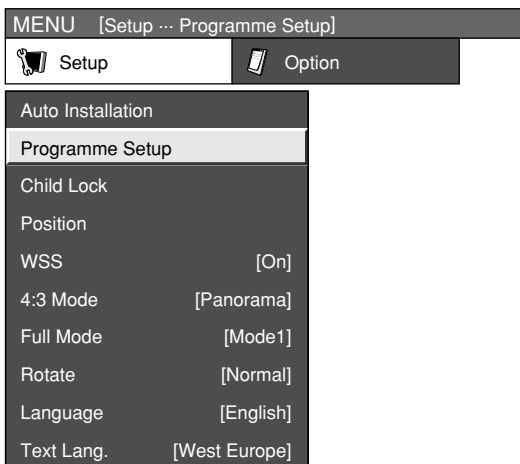 MENU [Setup ··· Programme Setup]
Setup Option
Auto Installation
Programme Setup
Child Lock
Position
WSS [On]
4:3 Mode [Panorama]
Full Mode [Mode1]
Rotate [Normal]
Language [English]
Text Lang. [West Europe]